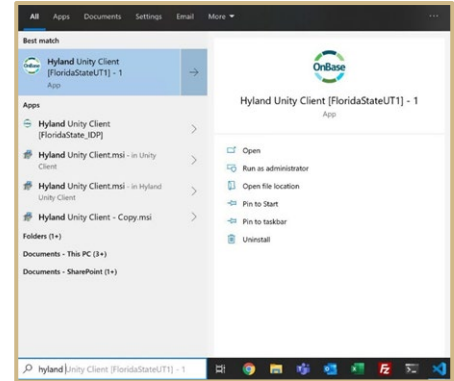 All Apps Documents Settings Email More
Best match
Hyland Unity Client
[FloridaStateUT1] - 1
App
Apps
Hyland Unity Client
[FloridaState_IDP]
Hyland Unity Client.msi - in Unity
Client
Hyland Unity Client.msi - in Hyland
Unity Client
Hyland Unity Client - Copy.msi
Folders (1+)
Documents - This PC (3+)
Documents - SharePoint (1+)
OnBase
OnBase
Hyland Unity Client [FloridaStateUT1] - 1
App
Open
Run as administrator
Open file location
Pin to Start
Pin to taskbar
Uninstall
hyland Unity Client [FloridaStateUT1] - 1